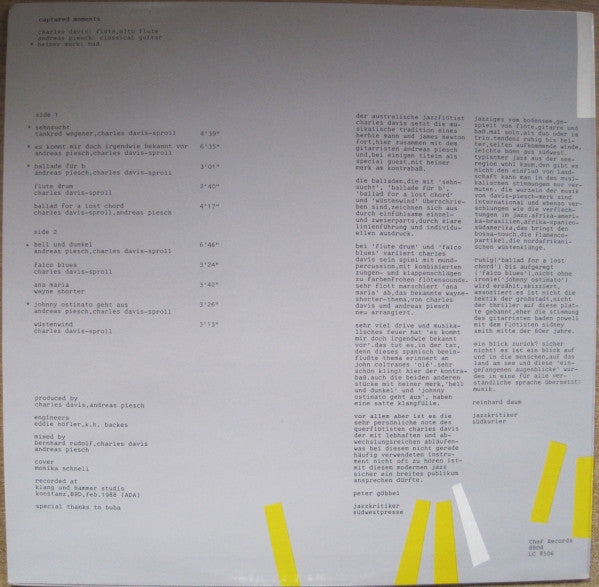 captured moments
charles davis: flute,alto flute
andreas piesch: classical guitar
* heiner merk: baß
side 1
* sehnsucht
tankred wegener,charles davis-sproll 4'39"
* es kommt mir doch irgendwie bekannt vor 6'35"
andreas piesch,charles davis-sproll
* ballade für b 3'01"
andreas piesch,charles davis-sproll
flute drum 2'40"
charles davis-sproll
ballad for a lost chord 4'17"
charles davis-sproll,andreas piesch
side 2
* hell und dunkel 6'46"
andreas piesch,charles davis-sproll
falco blues 3'24"
charles davis-sproll
ana maria 3'42"
wayne shorter
* johnny ostinato geht aus 3'26"
andreas piesch,charles davis-sproll
wüstenwind 3'13"
charles davis-sproll
produced by
charles davis,andreas piesch
engineers
eddie höfler,k.h. backes
mixed by
bernhard rudolf,charles davis
andreas piesch
cover
monika schnell
recorded at
klang und hammer studio
konstanz,BRD,feb.1988 (ADA)
special thanks to buba
der australische jazzflötist
charles davis setzt die mu-
sikalische tradition eines
herbie mann und james newton
fort,hier zusammen mit dem
gitarristen andreas piesch
und,bei einigen titeln als
special guest,mit heiner
merk am kontrabaß.
die balladen,die mit 'sehn-
sucht', 'ballade für b',
'ballad for a lost chord'
und 'wüstenwind' überschrie-
ben sind,zeichnen sich aus
durch einfühlsame einzel-
und zweierparts,durch klare
linienführung und individu-
ellen ausdruck.
bei 'flute drum' und 'falco
blues' variiert charles
davis sein spiel mit mund-
percussion,mit kombinierten
zungen- und klappenschlägen
zu farbenfrohen flötensounds.
sehr flott marschiert 'ana
maria' ab,das bekannte wayne-
shorter-thema,von charles
davis und andreas piesch
neu arrangiert.
sehr viel drive und musika-
lisches feuer hat 'es kommt
mir doch irgendwie bekannt
vor'.das tut es,in der tat,
denn dieses spanisch beein-
flußte thema erinnert an
john coltranes 'olé'.sehr
schön klingt hier der kontra-
baß.auch die beiden anderen
stücke mit heiner merk,'hell
und dunkel' und 'johnny
ostinato geht aus', haben
eine satte klangfülle.
vor allem aber ist es die
sehr persönliche note des
querflötisten charles davis
der mit lebhaften und ab-
wechslungsreichen abläufen-
was bei diesem nicht gerade
häufig verwendeten instru-
ment nicht oft zu hören ist-
mit diesem modernen jazz
sicher ein breites publikum
ansprechen dürfte.
peter göbbel
jazzkritiker
südwestpresse
jazziges vom bodensee,ge-
spielt von flöte,gitarre und
baß.mal solo,als duo oder im
trio.tendenz ruhig bis hei-
ter,selten aufkommende winde,
leichte böen aus südwest.
typischer jazz aus der see-
region wohl kaum,den gibt es
nicht.den einfluß von land-
schaft kann man in den musi-
kalischen stimmungen nur ver-
muten. die wurzeln der musik
von davis-piesch-merk sind
international und ebenso ver-
schlungen wie die verflech-
tungen im jazz.afrika-ameri-
ka-brasilien,afrika-spanien-
südamerika,das bringt den
bossa-touch,die flamenco-
partikel,die nordafrikani-
schen wüstenklänge.
ruhig('ballad for a lost
chord') bis aufgeregt
('falco blues'),nicht ohne
ironie('johnny ostinato')
wird erzählt,skizziert,
assoziiert.es ist nicht die
hektik der großstadt,nicht
der thriller auf diese plat-
te gebannt,eher die stimmung
des gitarristen baden powell
mit dem flötisten sidney
smith mitte der 60er jahre.
ein blick zurück? sicher
nicht! es ist ein blick auf
und in die menschen,auf das
land am see und diese 'ein-
gefangenen augenblicke' wur-
den in eine für alle ver-
ständliche sprache übersetzt:
musik.
reinhard daum
jazzkritiker
südkurier
Chaf Records
8808
LC 8506